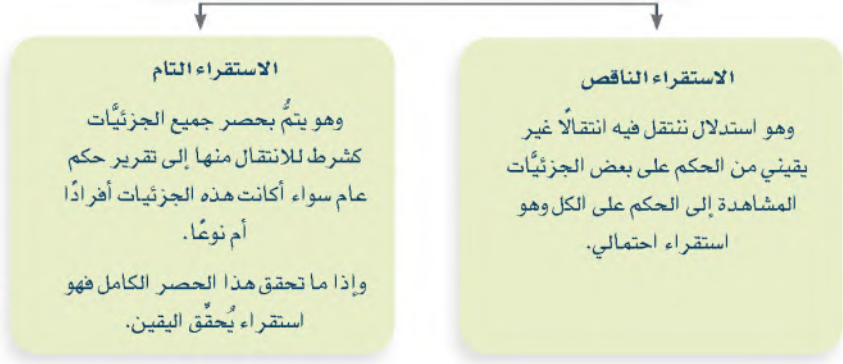 الاستقراء الناقص
وهو استدلال ننتقل فيه انتقالًا غير
يقيني من الحكم على بعض الجزئيَّات
المشاهدة إلى الحكم على الكل وهو
استقراء احتمالي.
الاستقراء التام
وهو يتمُّ بحصر جميع الجزئيَّات
كشرط للانتقال منها إلى تقرير حكم
عام سواء أكانت هذه الجزئيات أفرادًا
أم نوعًا.
وإذا ما تحقق هذا الحصر الكامل فهو
استقراء يُحقِّق اليقين.